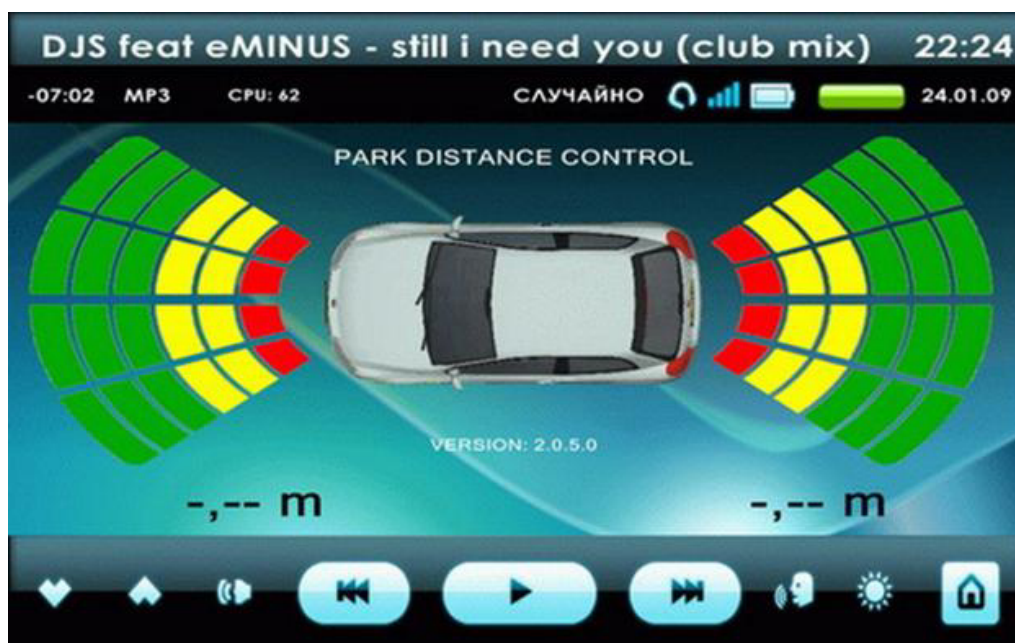 DJS feat eMINUS - still i need you (club mix) 22:24
-07:02 MP3 CPU: 62 СЛУЧАЙНО 24.01.09
PARK DISTANCE CONTROL
VERSION: 2.0.5.0
-,-- m -,-- m